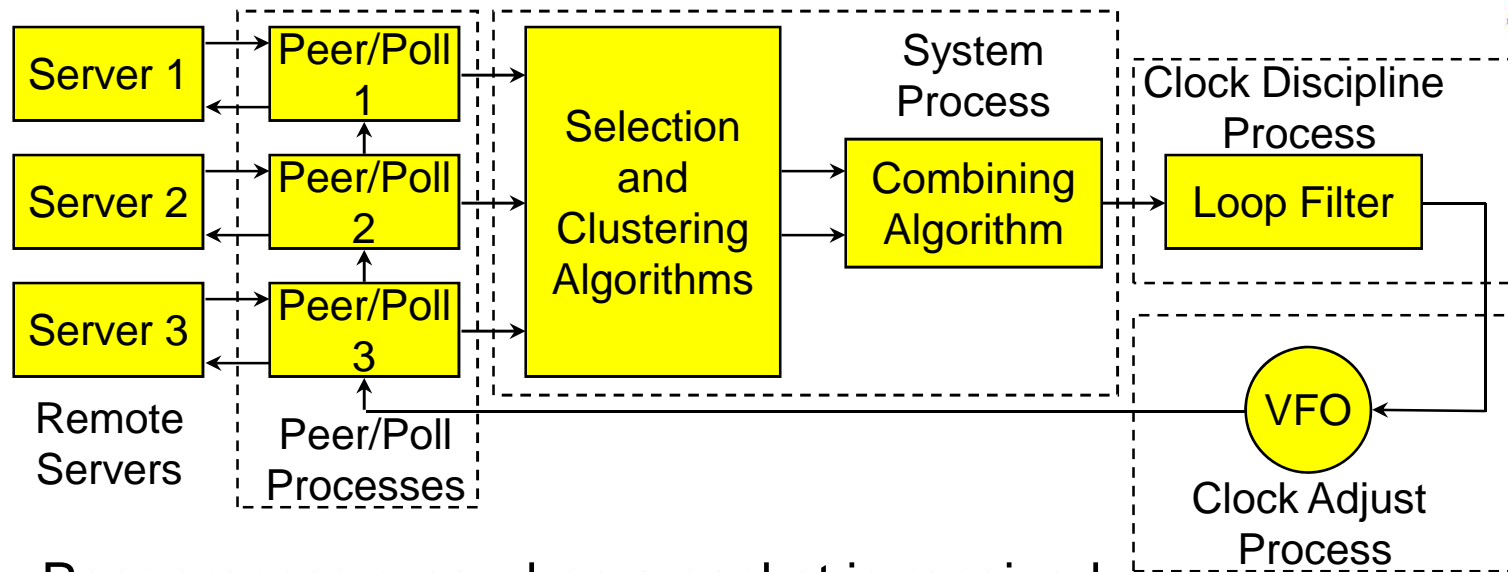 Server 1
Peer/Poll
1
Server 2
Peer/Poll
2
Server 3
Peer/Poll
3
Remote
Servers
Peer/Poll
Processes
Selection
and
Clustering
Algorithms
System
Process
Combining
Algorithm
Clock Discipline
Process
Loop Filter
VFO
Clock Adjust
Process